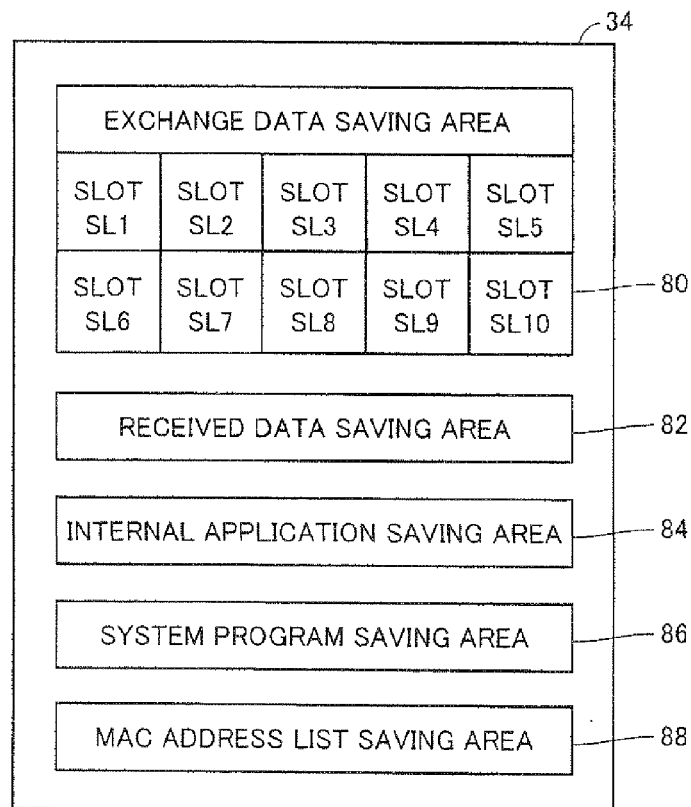 34
EXCHANGE DATA SAVING AREA
SLOT SL1 SLOT SL2 SLOT SL3 SLOT SL4 SLOT SL5
SLOT SL6 SLOT SL7 SLOT SL8 SLOT SL9 SLOT SL10
80
RECEIVED DATA SAVING AREA
82
INTERNAL APPLICATION SAVING AREA
84
SYSTEM PROGRAM SAVING AREA
86
MAC ADDRESS LIST SAVING AREA
88